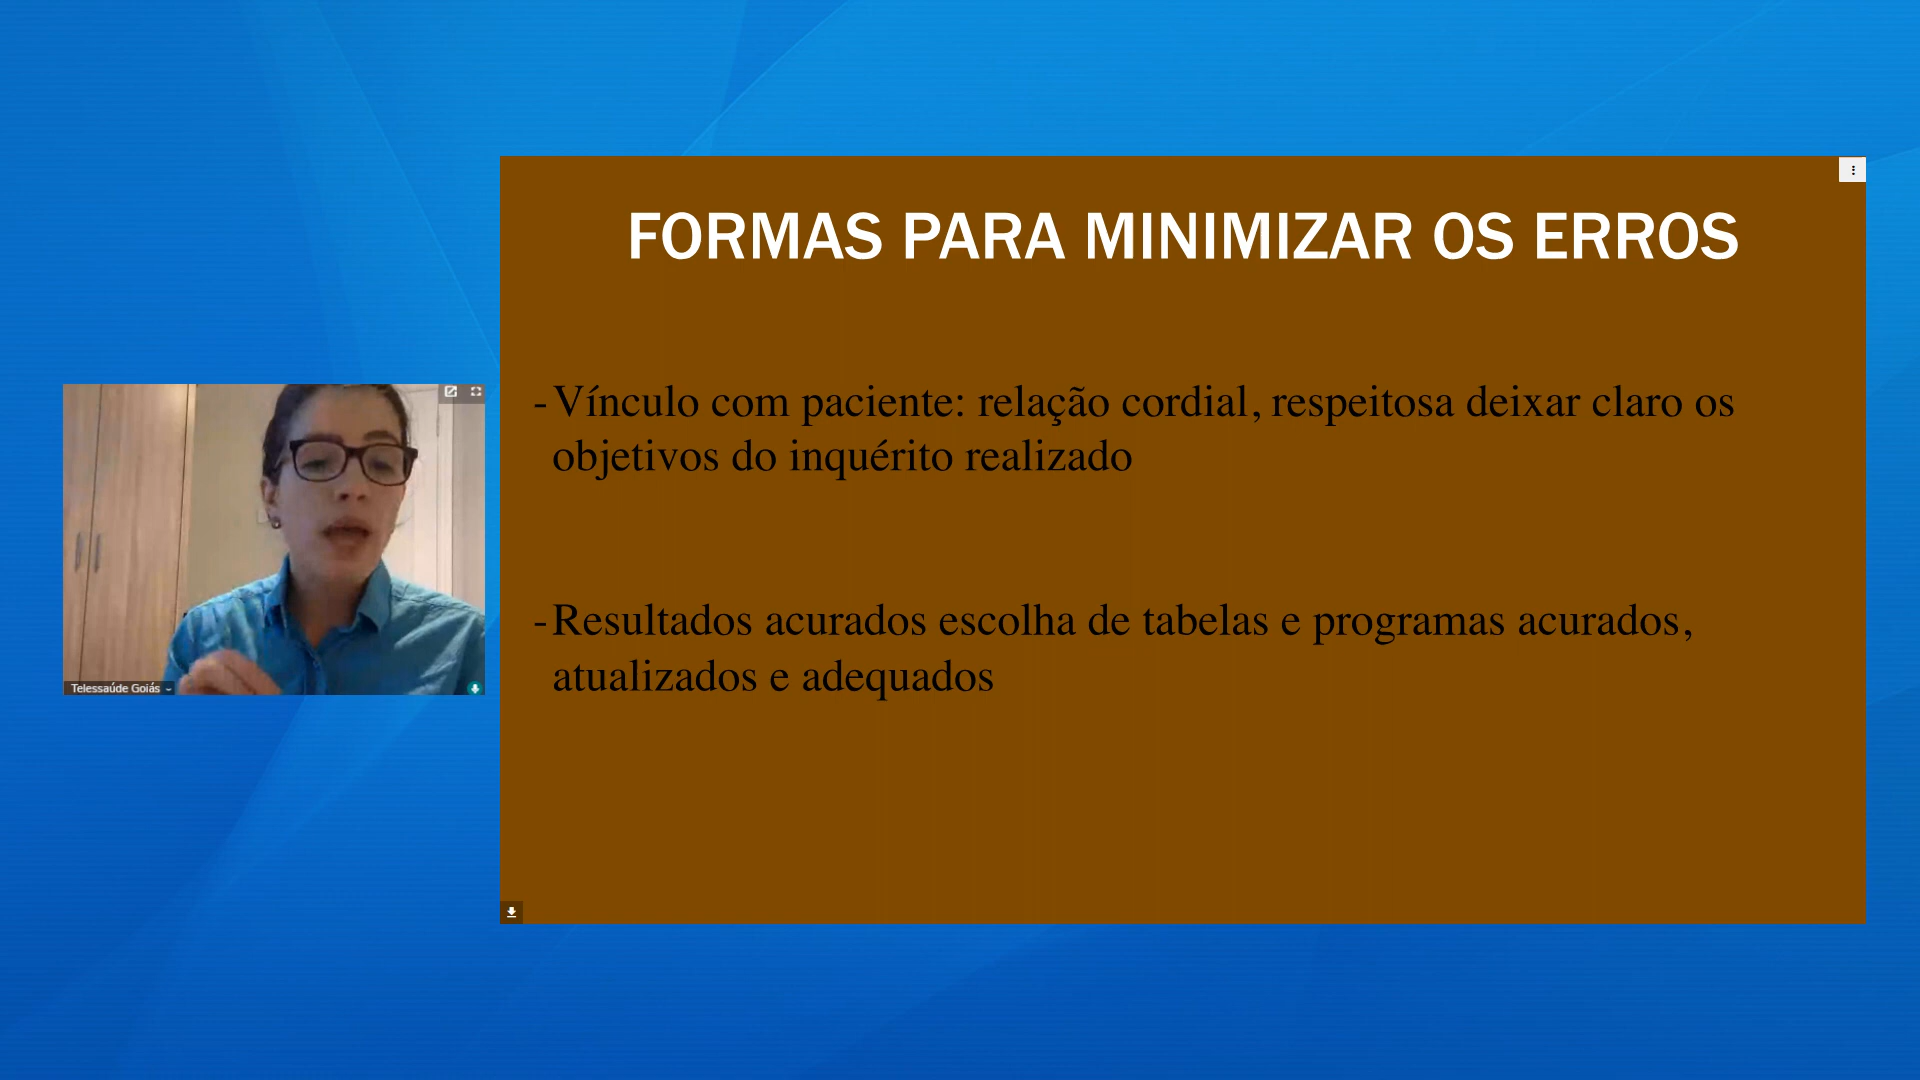 FORMAS PARA MINIMIZAR OS ERROS
-Vínculo com paciente: relação cordial, respeitosa deixar claro os
objetivos do inquérito realizado
-Resultados acurados escolha de tabelas e programas acurados,
atualizados e adequados
Telessaúde Goiás